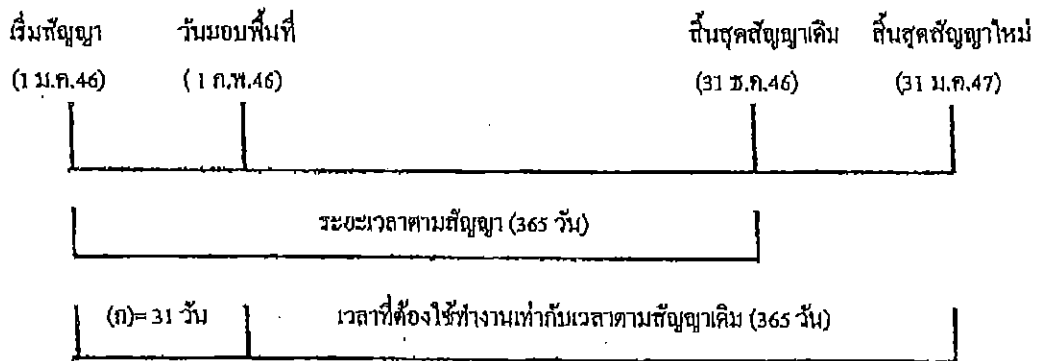 เริ่มสัญญา วันมอบพื้นที่ สิ้นสุดสัญญาเดิม สิ้นสุดสัญญาใหม่
(1 ม.ค.46) ( 1 ก.พ.46) (31 ธ.ค.46) (31 ม.ค.47)
ระยะเวลาตามสัญญา (365 วัน)
(ก)= 31 วัน เวลาที่ต้องใช้ทำงานเท่ากับเวลาตามสัญญาเดิม (365 วัน)